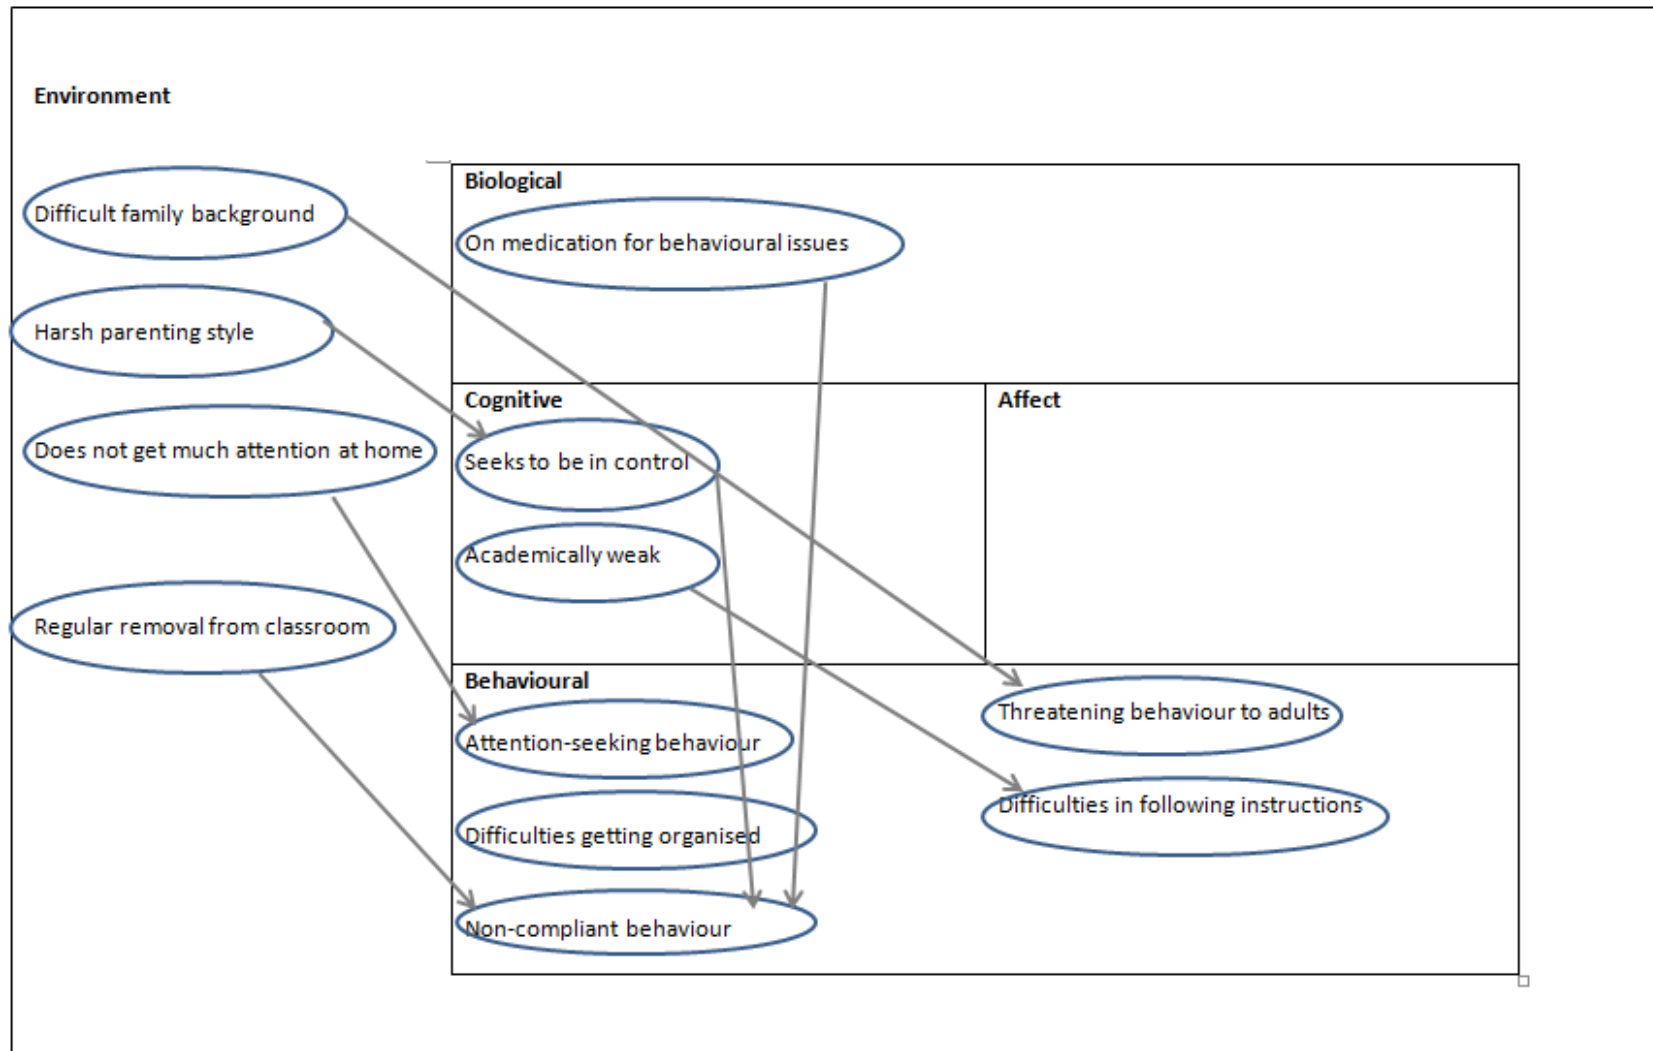 Environment
Biological
Difficult family background
On medication for behavioural issues
Harsh parenting style
Cognitive
Affect
Does not get much attention at home
Seeks to be in control
Academically weak
Regular removal from classroom
Behavioural
Threatening behaviour to adults
Attention-seeking behaviour
Difficulties in following instructions
Difficulties getting organised
Non-compliant behaviour